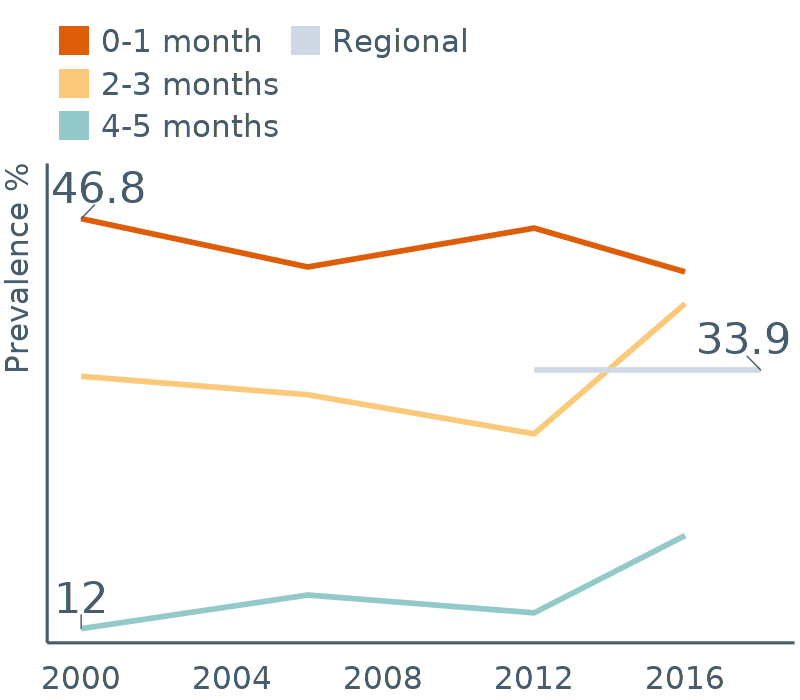 0-1 month
Regional
2-3 months
4-5 months
Prevalence %
46.8
33.9
12
2000 2004 2008 2012 2016